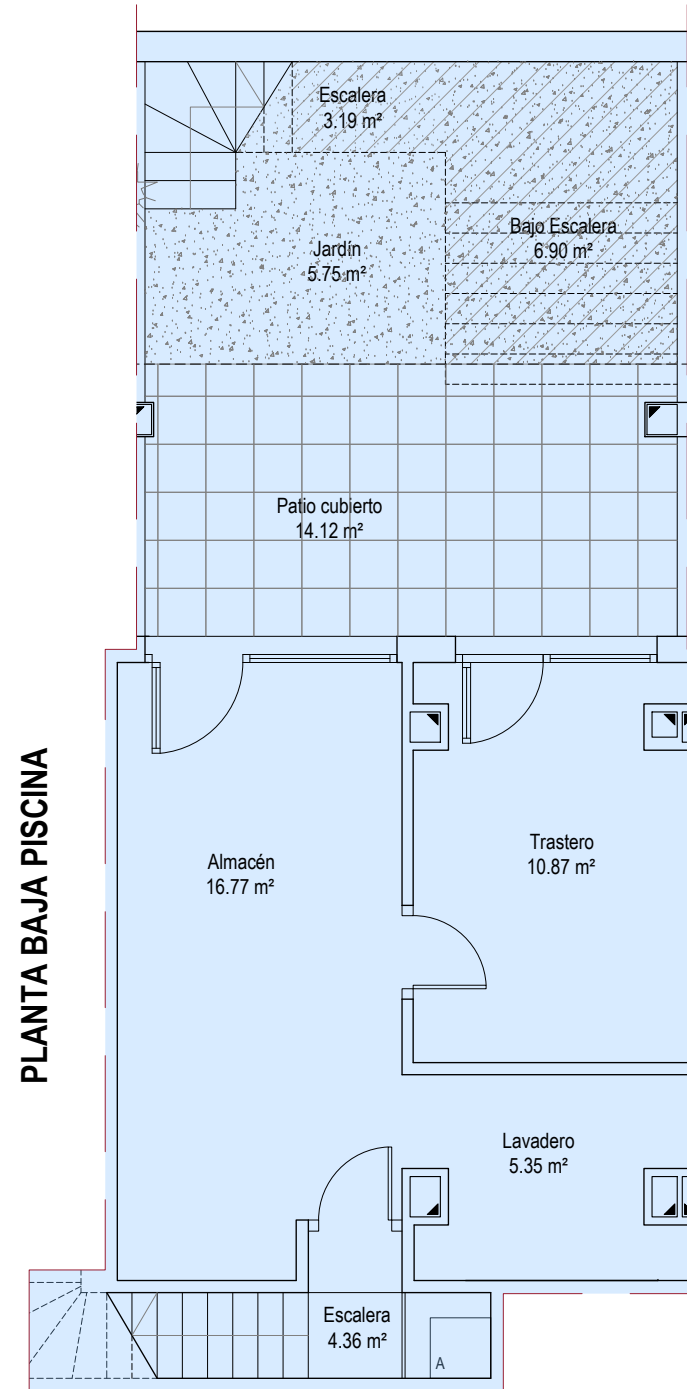 Escalera
3.19 m²
Bajo Escalera
6.90 m²
Jardín
5.75 m²
Patio cubierto
14.12 m²
PLANTA BAJA PISCINA
Almacén
16.77 m²
Trastero
10.87 m²
Lavadero
5.35 m²
Escalera
4.36 m²
A